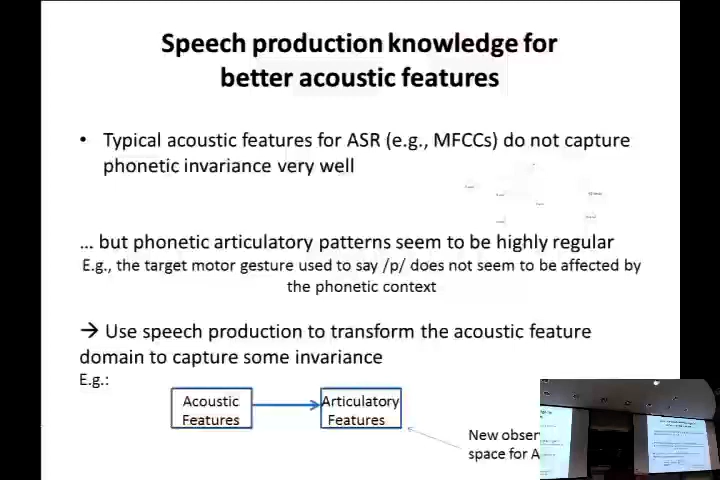 Speech production knowledge for
better acoustic features
• Typical acoustic features for ASR (e.g., MFCCs) do not capture
phonetic invariance very well
... but phonetic articulatory patterns seem to be highly regular
E.g., the target motor gesture used to say /p/ does not seem to be affected by
the phonetic context
→ Use speech production to transform the acoustic feature
domain to capture some invariance
E.g.:
Acoustic
Features
Articulatory
Features
New obser
space for A